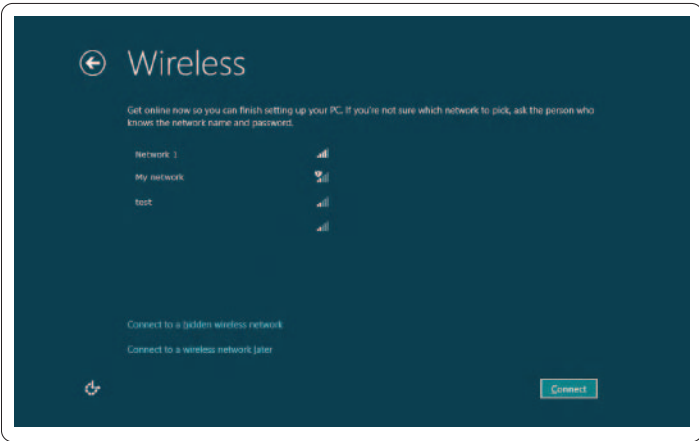 Wireless
Get online now so you can finish setting up your PC. If you're not sure which network to pick, ask the person who
knows the network name and password.
Network 1
My network
test
Connect to a hidden wireless network
Connect to a wireless network later
Connect